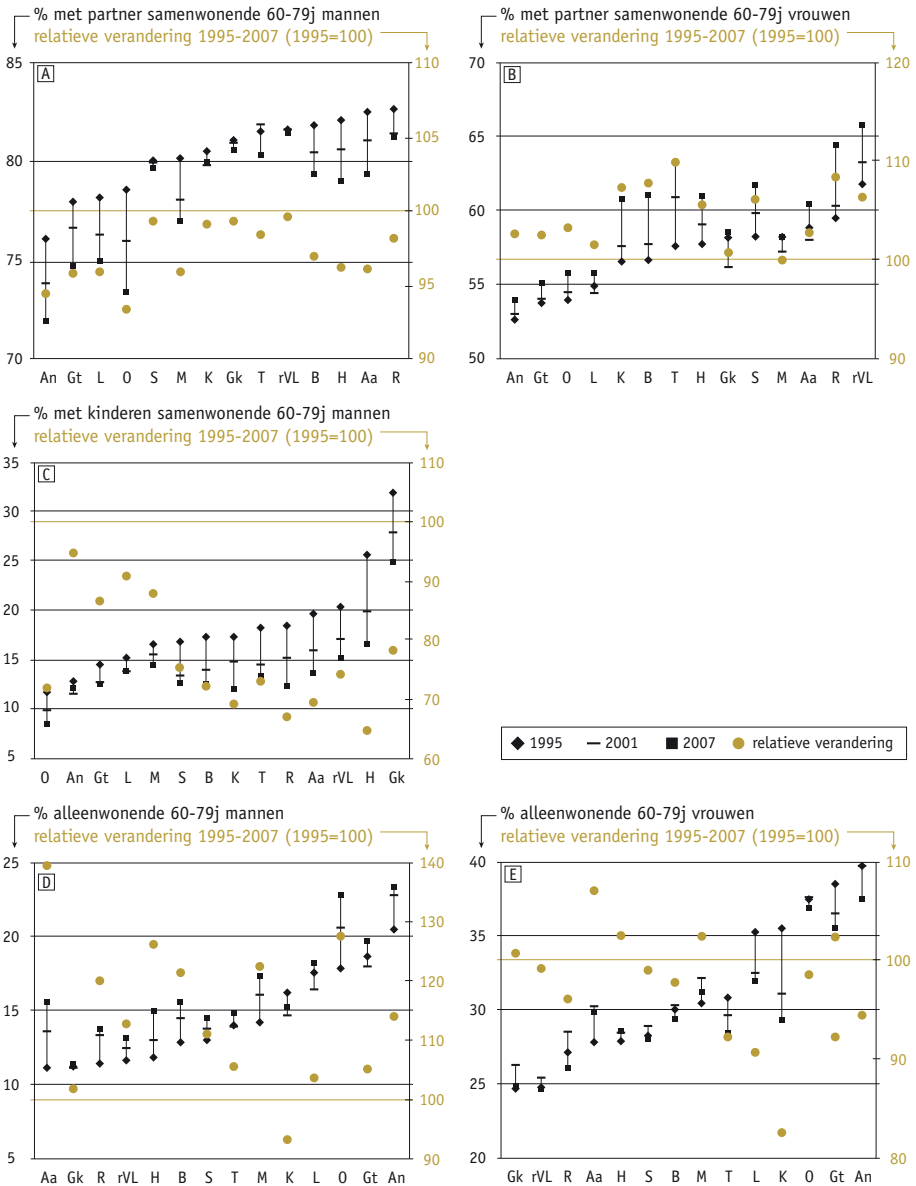 % met partner samenwonende 60-79j mannen
relatieve verandering 1995-2007 (1995=100)
85
80
75
70
A
110
105
100
95
90
An Gt L O S M K Gk T rVL B H Aa R
% met partner samenwonende 60-79j vrouwen
relatieve verandering 1995-2007 (1995=100)
70
65
60
55
50
B
120
110
100
90
An Gt O L K B T H Gk S M Aa R rVL
% met kinderen samenwonende 60-79j mannen
relatieve verandering 1995-2007 (1995=100)
35
30
25
20
15
10
5
C
110
100
90
80
70
60
O An Gt L M S B K T R Aa rVL H Gk
1995 2001 2007 relatieve verandering
% alleenwonende 60-79j mannen
relatieve verandering 1995-2007 (1995=100)
25
20
15
10
5
D
140
130
120
110
100
90
Aa Gk R rVL H B S T M K L O Gt An
% alleenwonende 60-79j vrouwen
relatieve verandering 1995-2007 (1995=100)
40
35
30
25
20
E
110
100
90
80
Gk rVL R Aa H S B M T L K O Gt An